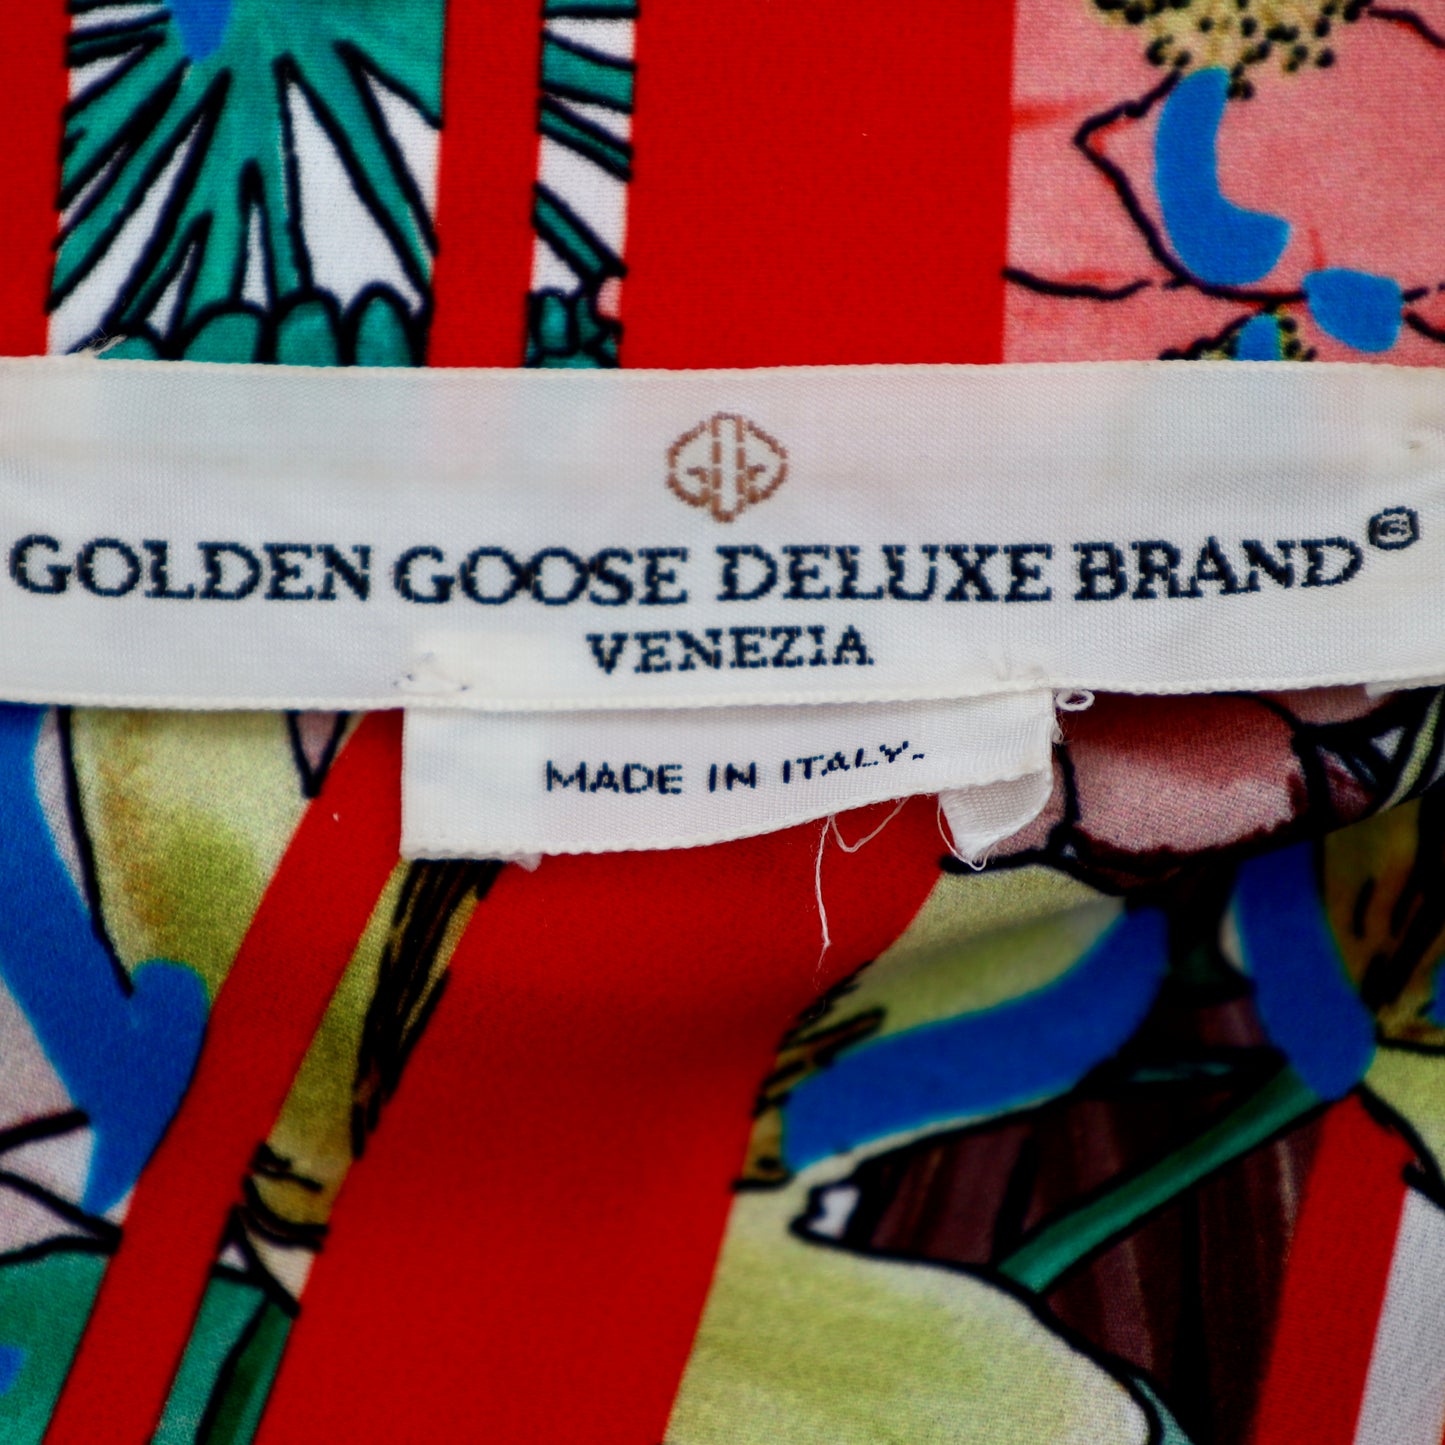 GOLDEN GOOSE DELUXE BRAND®
VENEZIA
MADE IN ITALY.